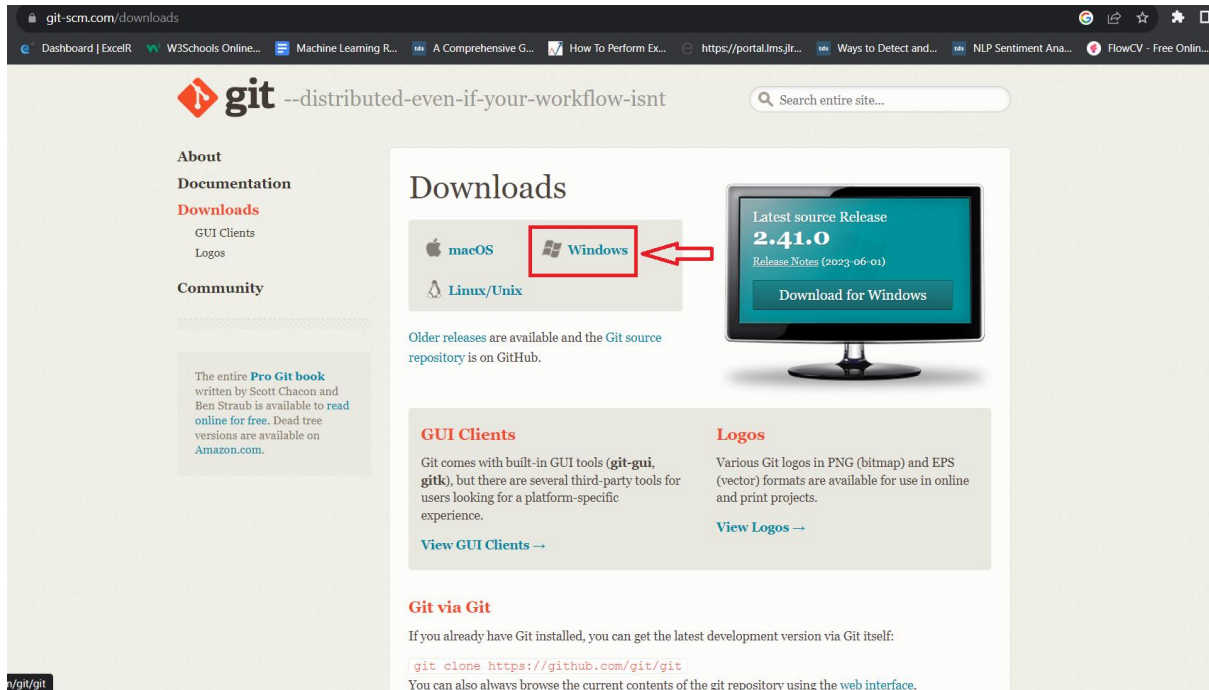 git-scm.com/downloads
Dashboard | ExcelR W3Schools Online... Machine Learning R... A Comprehensive G... How To Perform Ex... https://portal.lms.jlr... Ways to Detect and... NLP Sentiment Ana... FlowCV - Free Onlin...
git --distributed-even-if-your-workflow-isnt
Search entire site...
About
Documentation
Downloads
GUI Clients
Logos
Community
The entire Pro Git book
written by Scott Chacon and
Ben Straub is available to read
online for free. Dead tree
versions are available on
Amazon.com.
Downloads
macOS Windows
Linux/Unix
Older releases are available and the Git source
repository is on GitHub.
Latest source Release
2.41.0
Release Notes (2023-06-01)
Download for Windows
GUI Clients
Git comes with built-in GUI tools (git-gui,
gitk), but there are several third-party tools for
users looking for a platform-specific
experience.
View GUI Clients →
Logos
Various Git logos in PNG (bitmap) and EPS
(vector) formats are available for use in online
and print projects.
View Logos →
Git via Git
If you already have Git installed, you can get the latest development version via Git itself:
git clone https://github.com/git/git
You can also always browse the current contents of the git repository using the web interface.
n/git/git